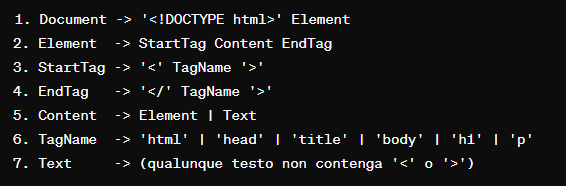 1. Document -> '<!DOCTYPE html>' Element
2. Element -> StartTag Content EndTag
3. StartTag -> '<' TagName '>'
4. EndTag -> '</' TagName '>'
5. Content -> Element | Text
6. TagName -> 'html' | 'head' | 'title' | 'body' | 'h1' | 'p'
7. Text -> (qualunque testo non contenga '<' o '>')